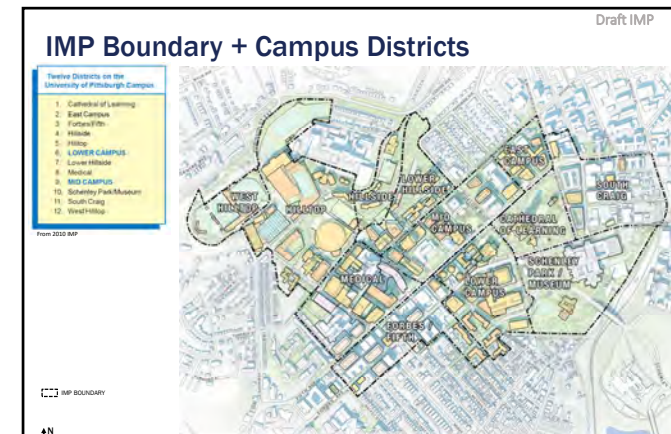 Draft IMP
IMP Boundary + Campus Districts
Twelve Districts on the
University of Pittsburgh Campus
1. Cathedral of Learning
2. East Campus
3. Forbes/Fifth
4. Hillside
5. Hilltop
6. LOWER CAMPUS
7. Lower Hillside
8. Medical
9. MID CAMPUS
10. Schenley Park/Museum
11. South Craig
12. West Hilltop
From 2010 IMP
EAST
CAMPUS
LOWER
HILLSIDE
SOUTH
CRAIG
WEST
HILLTOP
HILLTOP
HILLSIDE
MID
CAMPUS
CATHEDRAL
OF LEARNING
SCHENLEY
PARK /
MUSEUM
MEDICAL
LOWER
CAMPUS
FORBES /
FIFTH
IMP BOUNDARY
N